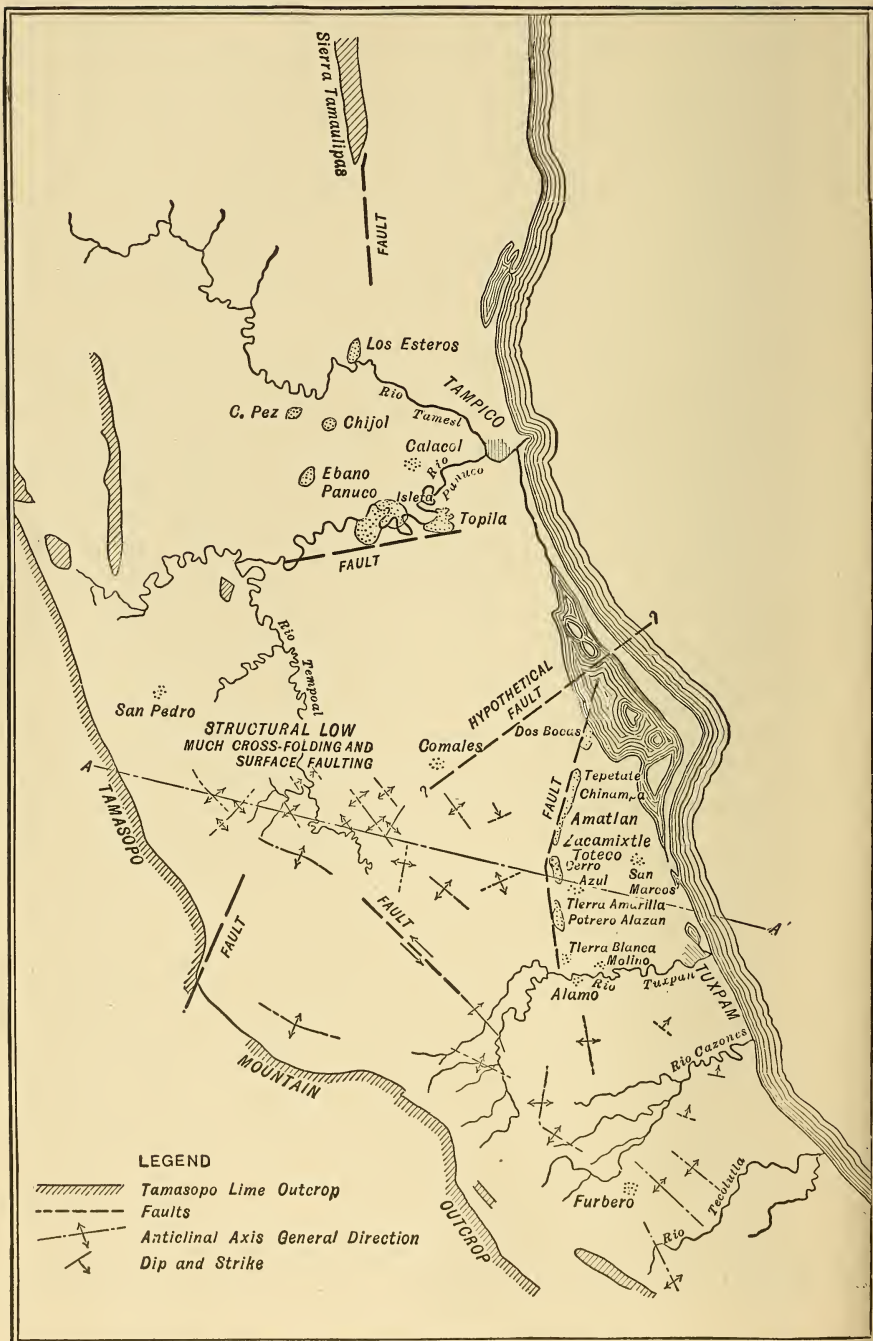 Sierra Tamaulipas
FAULT
Los Esteros
Rio Tamesi
TAMPICO
C. Pez
Chijol
Calacol
Rio Panuco
Ebano
Panuco
Isleta
Topila
FAULT
Rio Tempoal
San Pedro
STRUCTURAL LOW
MUCH CROSS-FOLDING AND
SURFACE FAULTING
HYPOTHETICAL
FAULT
?
?
Comales
Dos Bocas
FAULT
Tepetate
Chinampa
Amatlan
Zacamixtle
Toteco
Cerro
Azul
San
Marcos
Tierra Amarilla
Potrero Alazan
A
A'
TAMASOPO
FAULT
FAULT
Tierra Blanca
Molino
Alamo
Rio Tuxpan
TUXPAM
MOUNTAIN
Rio Cazones
OUTCROP
Furbero
Rio Tecolutla
LEGEND
Tamasopo Lime Outcrop
Faults
Anticlinal Axis General Direction
Dip and Strike